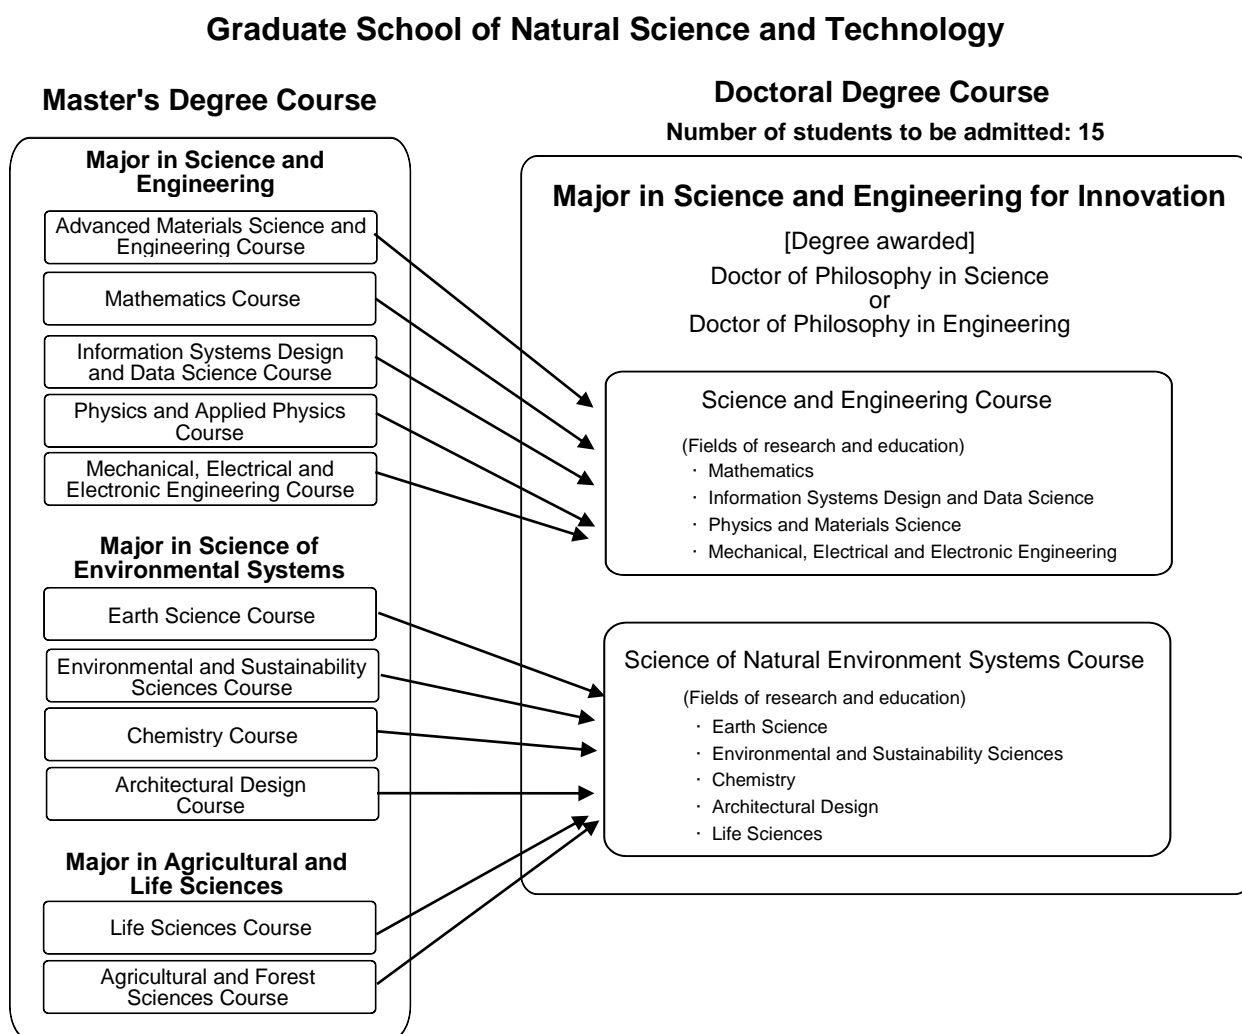 Graduate School of Natural Science and Technology
Master's Degree Course
Major in Science and
Engineering
Advanced Materials Science and
Engineering Course
Mathematics Course
Information Systems Design
and Data Science Course
Physics and Applied Physics
Course
Mechanical, Electrical and
Electronic Engineering Course
Major in Science of
Environmental Systems
Earth Science Course
Environmental and Sustainability
Sciences Course
Chemistry Course
Architectural Design
Course
Major in Agricultural and
Life Sciences
Life Sciences Course
Agricultural and Forest
Sciences Course
Doctoral Degree Course
Number of students to be admitted: 15
Major in Science and Engineering for Innovation
[Degree awarded]
Doctor of Philosophy in Science
or
Doctor of Philosophy in Engineering
Science and Engineering Course
(Fields of research and education)
・ Mathematics
・ Information Systems Design and Data Science
・ Physics and Materials Science
・ Mechanical, Electrical and Electronic Engineering
Science of Natural Environment Systems Course
(Fields of research and education)
・ Earth Science
・ Environmental and Sustainability Sciences
・ Chemistry
・ Architectural Design
・ Life Sciences